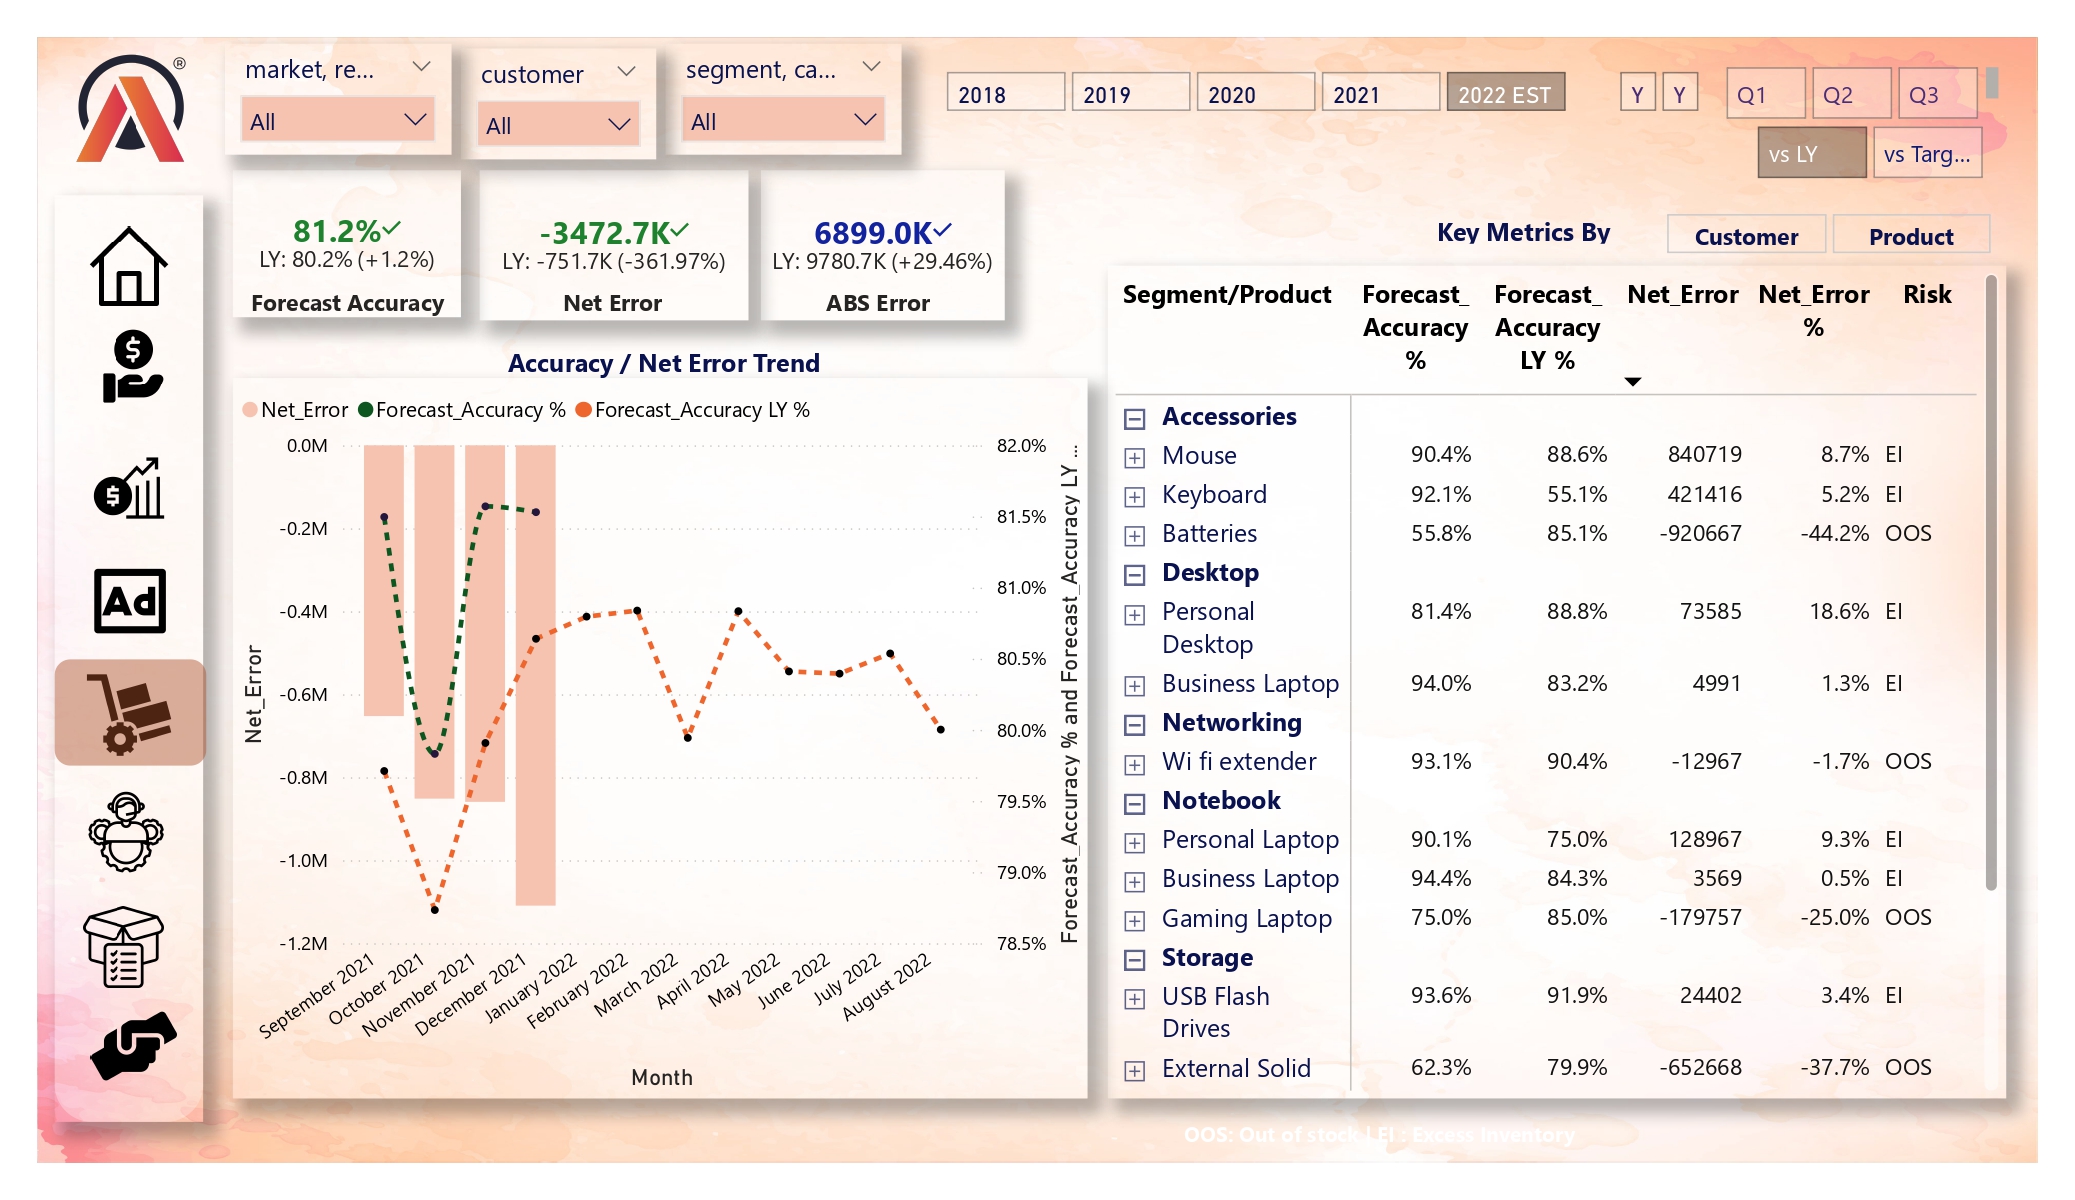 ®
market, re...
All
customer
All
segment, ca...
All
2018
2019
2020
2021
2022 EST
Y
Y
Q1
Q2
Q3
vs LY
vs Targ...
81.2%
LY: 80.2% (+1.2%)
Forecast Accuracy
-3472.7K
LY: -751.7K (-361.97%)
Net Error
6899.0K
LY: 9780.7K (+29.46%)
ABS Error
Key Metrics By
Customer
Product
Ad
Accuracy / Net Error Trend
Net_Error
Forecast_Accuracy %
Forecast_Accuracy LY %
0.0M
-0.2M
-0.4M
-0.6M
-0.8M
-1.0M
-1.2M
Net_Error
82.0%
81.5%
81.0%
80.5%
80.0%
79.5%
79.0%
78.5%
Forecast_Accuracy % and Forecast_Accuracy LY ...
September 2021
October 2021
November 2021
December 2021
January 2022
February 2022
March 2022
April 2022
May 2022
June 2022
July 2022
August 2022
Month
Segment/Product Forecast_ Forecast_ Net_Error Net_Error Risk
Accuracy Accuracy %
% LY %
Accessories
Mouse 90.4% 88.6% 840719 8.7% EI
Keyboard 92.1% 55.1% 421416 5.2% EI
Batteries 55.8% 85.1% -920667 -44.2% OOS
Desktop
Personal 81.4% 88.8% 73585 18.6% EI
Desktop
Business Laptop 94.0% 83.2% 4991 1.3% EI
Networking
Wi fi extender 93.1% 90.4% -12967 -1.7% OOS
Notebook
Personal Laptop 90.1% 75.0% 128967 9.3% EI
Business Laptop 94.4% 84.3% 3569 0.5% EI
Gaming Laptop 75.0% 85.0% -179757 -25.0% OOS
Storage
USB Flash 93.6% 91.9% 24402 3.4% EI
Drives
External Solid 62.3% 79.9% -652668 -37.7% OOS
OOS: Out of stock | EI : Excess Inventory